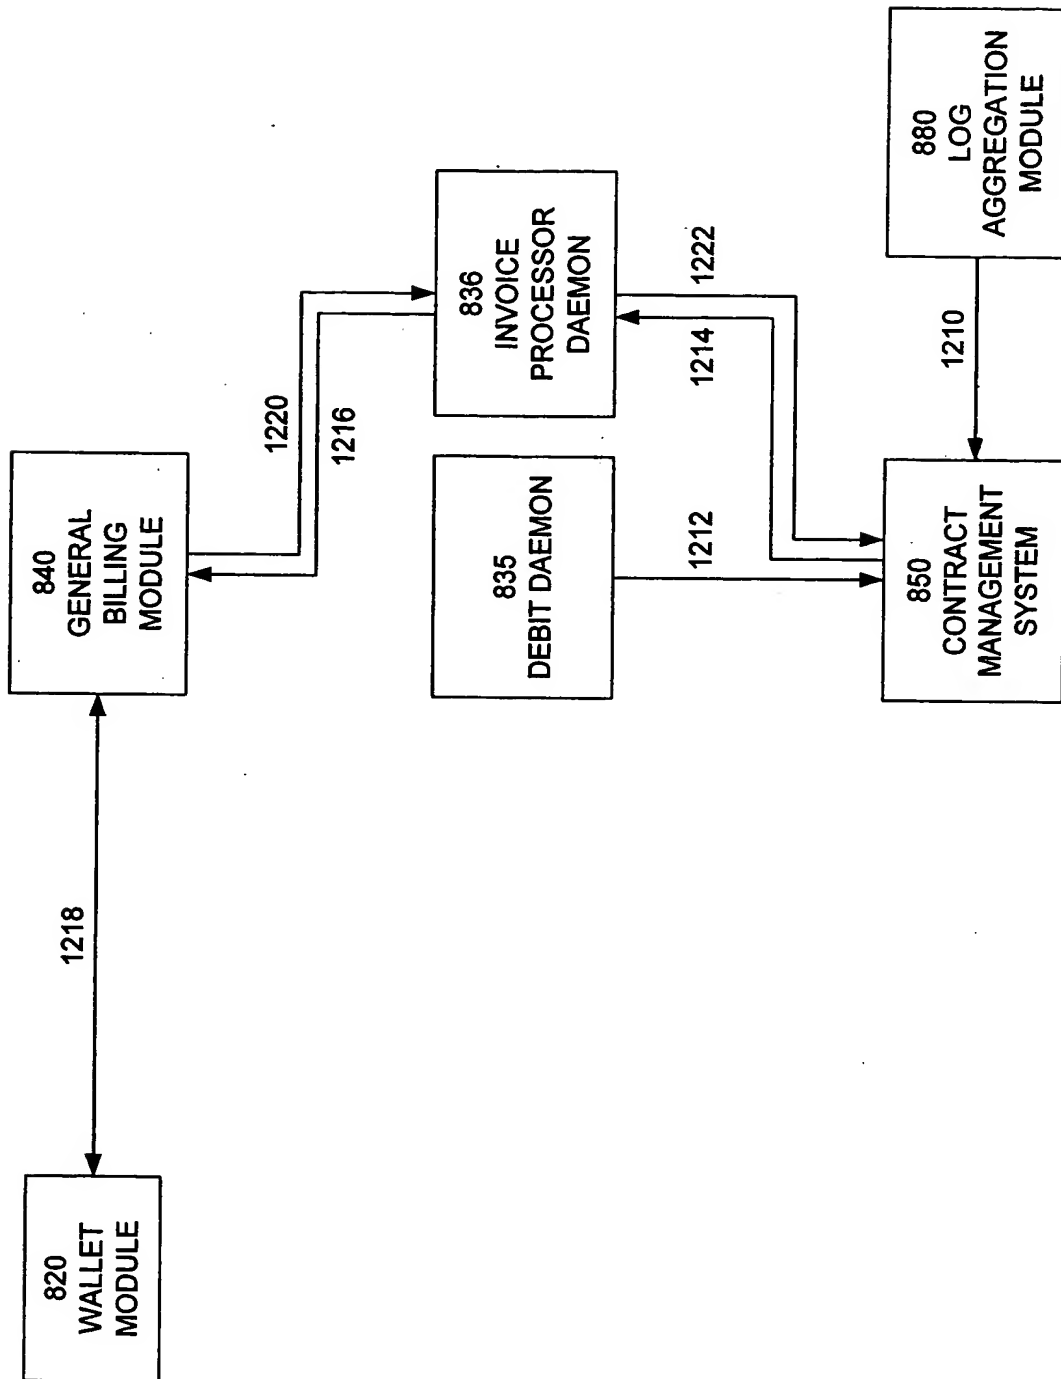 820
WALLET
MODULE
1218
840
GENERAL
BILLING
MODULE
1220
1216
835
DEBIT DAEMON
836
INVOICE
PROCESSOR
DAEMON
1212
1214
1222
850
CONTRACT
MANAGEMENT
SYSTEM
1210
880
LOG
AGGREGATION
MODULE